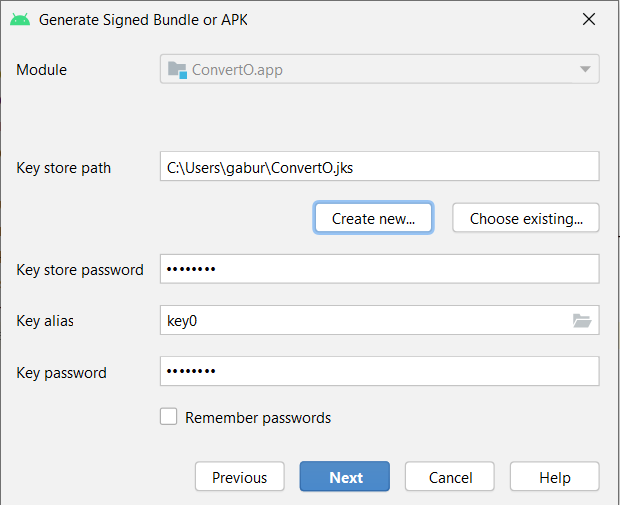 Generate Signed Bundle or APK
Module ConvertO.app
Key store path C:\Users\gabur\ConvertO.jks
Create new... Choose existing...
Key store password ••••••••
Key alias key0
Key password ••••••••
Remember passwords
Previous Next Cancel Help